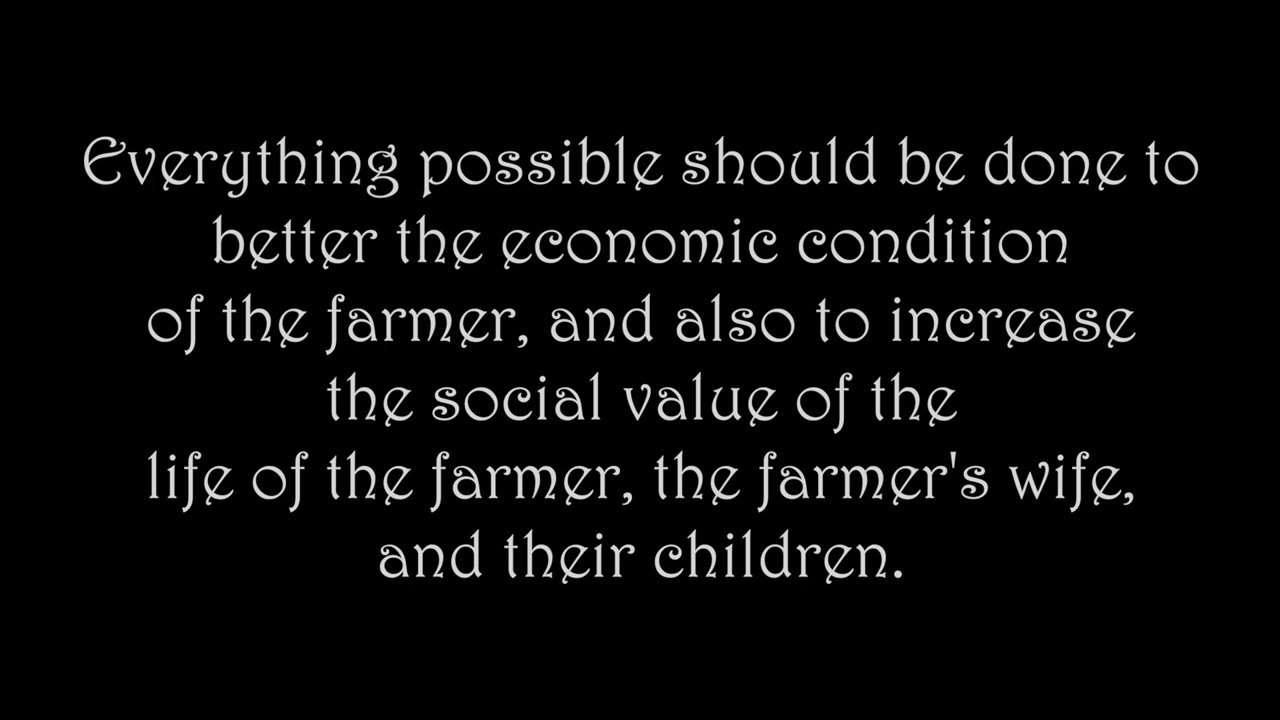 Everything possible should be done to
better the economic condition
of the farmer, and also to increase
the social value of the
life of the farmer, the farmer's wife,
and their children.